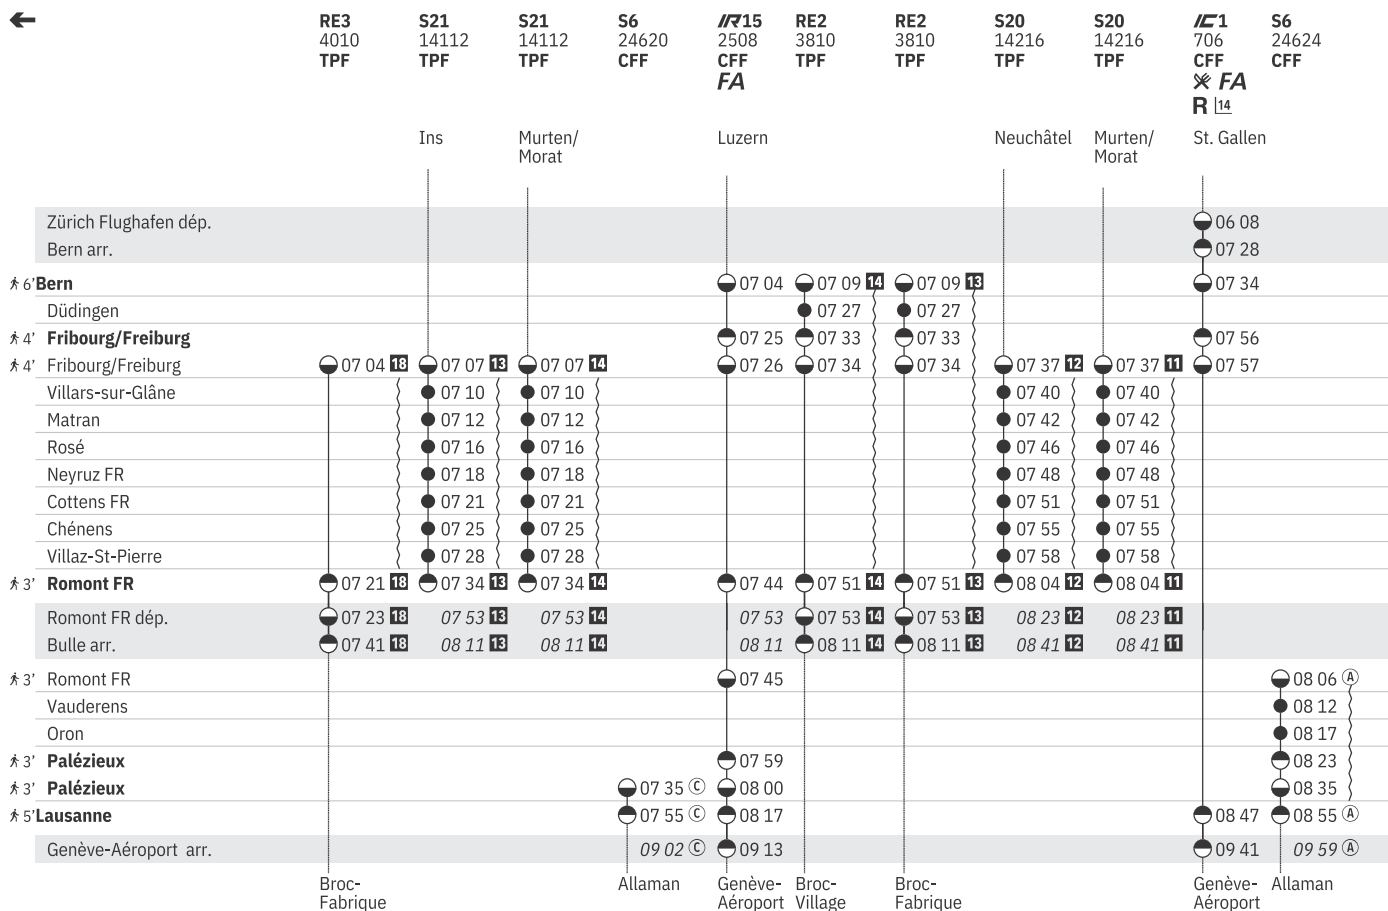 RE3 S21 S21 S6 IR15 RE2 RE2 S20 S20 IC1 S6
4010 14112 14112 24620 2508 3810 3810 14216 14216 706 24624
TPF TPF TPF CFF CFF TPF TPF TPF TPF CFF CFF
FA FA
R 14
Ins Murten/ Luzern Neuchâtel Murten/ St. Gallen
Morat Morat
Zürich Flughafen dép. 06 08
Bern arr. 07 28
6' Bern 07 04 07 09 14 07 09 13 07 34
Düdingen 07 27 07 27
4' Fribourg/Freiburg 07 25 07 33 07 33 07 56
4' Fribourg/Freiburg 07 04 18 07 07 13 07 07 14 07 26 07 34 07 34 07 37 12 07 37 11 07 57
Villars-sur-Glâne 07 10 07 10 07 40 07 40
Matran 07 12 07 12 07 42 07 42
Rosé 07 16 07 16 07 46 07 46
Neyruz FR 07 18 07 18 07 48 07 48
Cottens FR 07 21 07 21 07 51 07 51
Chénens 07 25 07 25 07 55 07 55
Villaz-St-Pierre 07 28 07 28 07 58 07 58
3' Romont FR 07 21 18 07 34 13 07 34 14 07 44 07 51 14 07 51 13 08 04 12 08 04 11
Romont FR dép. 07 23 18 07 53 13 07 53 14 07 53 07 53 14 07 53 13 08 23 12 08 23 11
Bulle arr. 07 41 18 08 11 13 08 11 14 08 11 08 11 14 08 11 13 08 41 12 08 41 11
3' Romont FR 07 45 08 06 A
Vauderens 08 12
Oron 08 17
3' Palézieux 07 59 08 23
3' Palézieux 07 35 C 08 00 08 35
5' Lausanne 07 55 C 08 17 08 47 08 55 A
Genève-Aéroport arr. 09 02 C 09 13 09 41 09 59 A
Broc- Allaman Genève- Broc- Broc- Genève- Allaman
Fabrique Aéroport Village Fabrique Aéroport